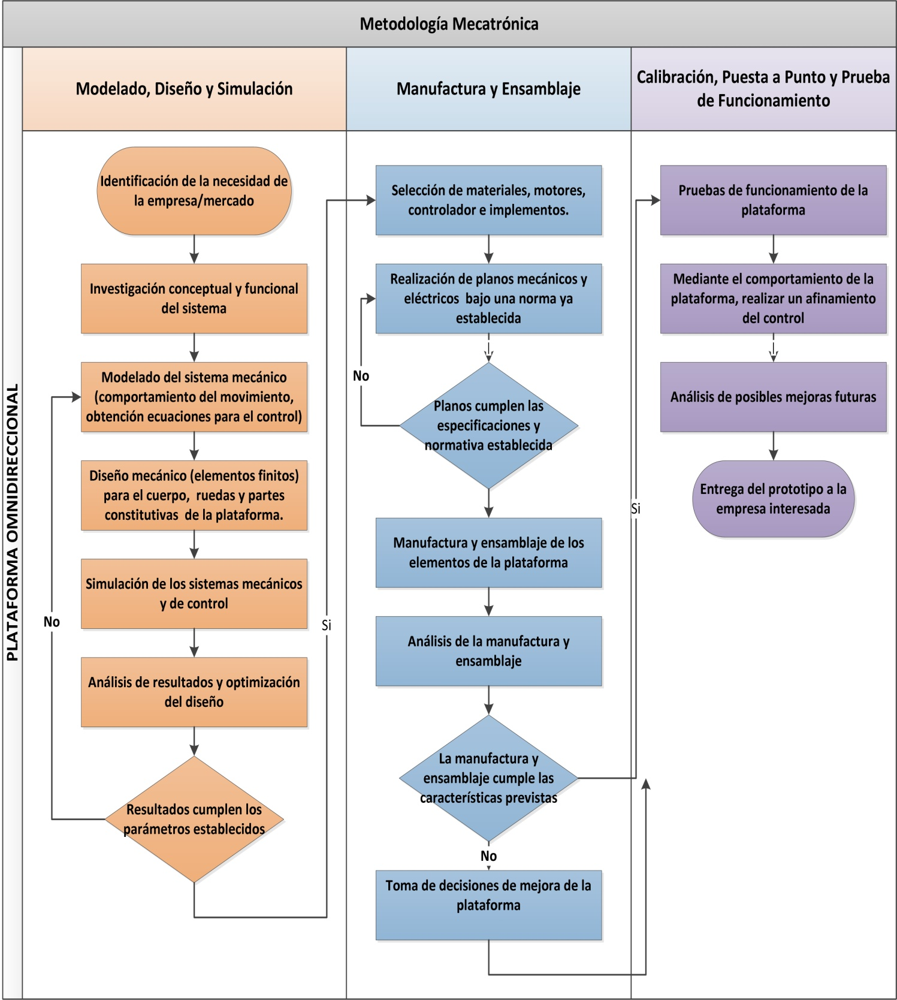 Metodología Mecatrónica
PLATAFORMA OMNIDIRECCIONAL
Modelado, Diseño y Simulación
Identificación de la necesidad de
la empresa/mercado
Investigación conceptual y funcional
del sistema
Modelado del sistema mecánico
(comportamiento del movimiento,
obtención ecuaciones para el control)
Diseño mecánico (elementos finitos)
para el cuerpo, ruedas y partes
constitutivas de la plataforma.
Simulación de los sistemas mecánicos
y de control
Análisis de resultados y optimización
del diseño
Resultados cumplen los
parámetros establecidos
No
Si
Manufactura y Ensamblaje
Selección de materiales, motores,
controlador e implementos.
Realización de planos mecánicos y
eléctricos bajo una norma ya
establecida
No
Planos cumplen las
especificaciones y
normativa establecida
Manufactura y ensamblaje de los
elementos de la plataforma
Análisis de la manufactura y
ensamblaje
La manufactura y
ensamblaje cumple las
características previstas
No
Toma de decisiones de mejora de la
plataforma
Si
Calibración, Puesta a Punto y Prueba
de Funcionamiento
Pruebas de funcionamiento de la
plataforma
Mediante el comportamiento de la
plataforma, realizar un afinamiento
del control
Análisis de posibles mejoras futuras
Entrega del prototipo a la
empresa interesada